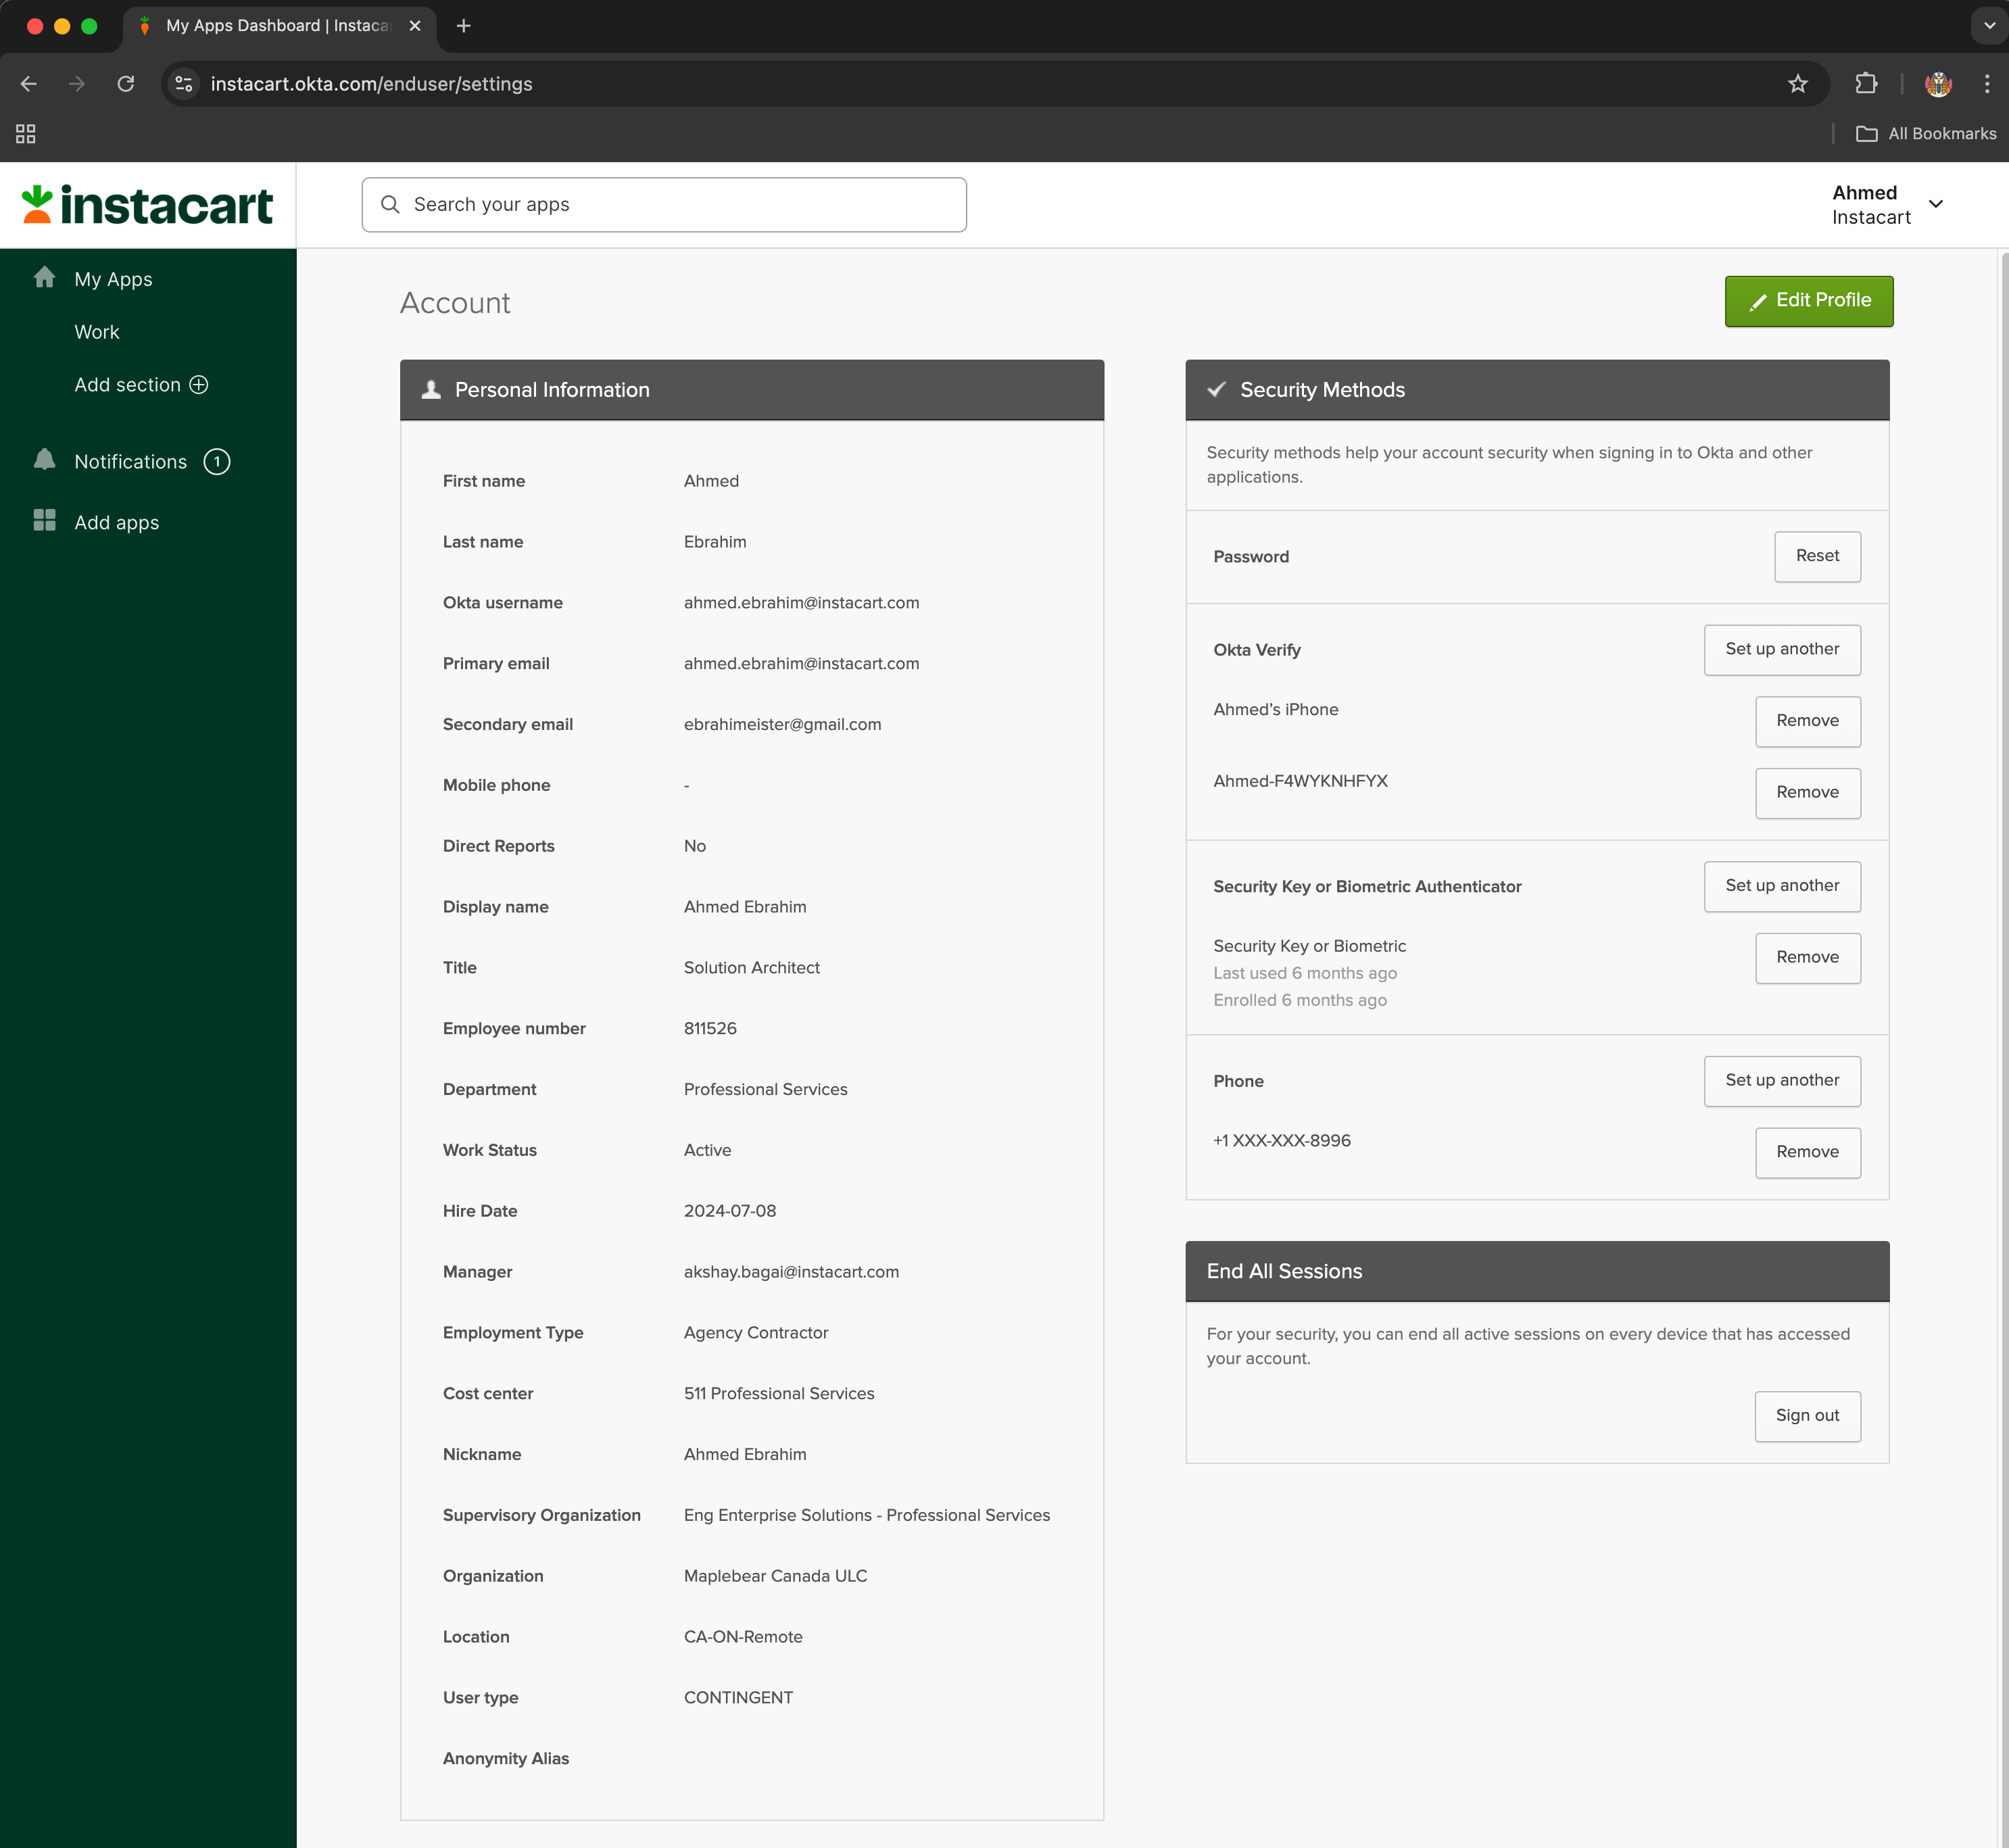 My Apps Dashboard | Instaca
instacart.okta.com/enduser/settings
All Bookmarks
instacart
Search your apps
Ahmed
Instacart
My Apps
Work
Add section
Notifications 1
Add apps
Account
Edit Profile
Personal Information
First name Ahmed
Last name Ebrahim
Okta username ahmed.ebrahim@instacart.com
Primary email ahmed.ebrahim@instacart.com
Secondary email ebrahimeister@gmail.com
Mobile phone -
Direct Reports No
Display name Ahmed Ebrahim
Title Solution Architect
Employee number 811526
Department Professional Services
Work Status Active
Hire Date 2024-07-08
Manager akshay.bagai@instacart.com
Employment Type Agency Contractor
Cost center 511 Professional Services
Nickname Ahmed Ebrahim
Supervisory Organization Eng Enterprise Solutions - Professional Services
Organization Maplebear Canada ULC
Location CA-ON-Remote
User type CONTINGENT
Anonymity Alias
Security Methods
Security methods help your account security when signing in to Okta and other
applications.
Password Reset
Okta Verify Set up another
Ahmed's iPhone Remove
Ahmed-F4WYKNHFYX Remove
Security Key or Biometric Authenticator Set up another
Security Key or Biometric Remove
Last used 6 months ago
Enrolled 6 months ago
Phone Set up another
+1 XXX-XXX-8996 Remove
End All Sessions
For your security, you can end all active sessions on every device that has accessed
your account.
Sign out